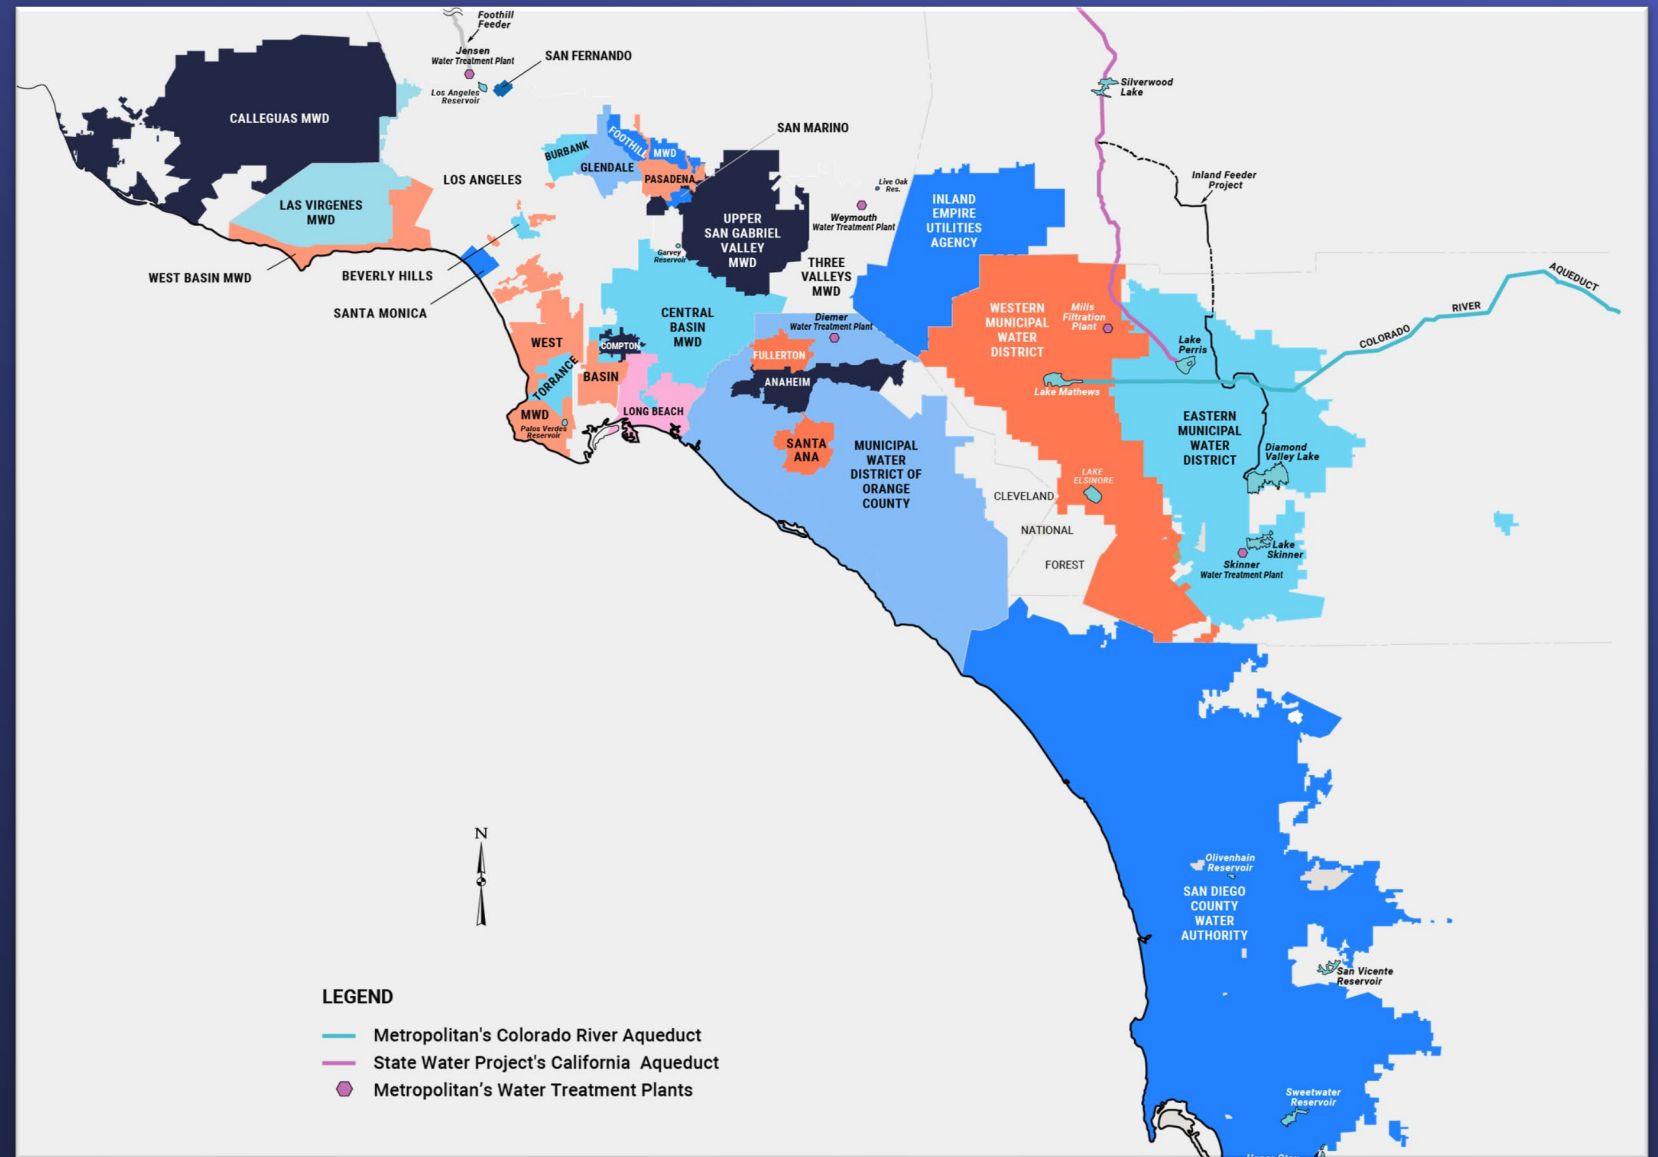 Foothill
Feeder
Jensen
Water Treatment Plant
SAN FERNANDO
Los Angeles
Reservoir
Silverwood
Lake
CALLEGUAS MWD
SAN MARINO
FOOTHILL
MWD
BURBANK
GLENDALE
PASADENA
LOS ANGELES
Live Oak
Res.
Inland Feeder
Project
LAS VIRGENES
MWD
INLAND
EMPIRE
UTILITIES
AGENCY
UPPER
SAN GABRIEL
VALLEY
MWD
Weymouth
Water Treatment Plant
Garvey
Reservoir
THREE
VALLEYS
MWD
WEST BASIN MWD
BEVERLY HILLS
SANTA MONICA
COLORADO
RIVER
AQUEDUCT
CENTRAL
BASIN
MWD
WESTERN
MUNICIPAL
WATER
DISTRICT
Mills
Filtration
Plant
Diemer
Water Treatment Plant
WEST
COMPTON
FULLERTON
Lake
Perris
TORRANCE
BASIN
ANAHEIM
Lake Mathews
MWD
LONG BEACH
Palos Verdes
Reservoir
SANTA
ANA
MUNICIPAL
WATER
DISTRICT OF
ORANGE
COUNTY
EASTERN
MUNICIPAL
WATER
DISTRICT
Diamond
Valley Lake
LAKE
ELSINORE
CLEVELAND
NATIONAL
FOREST
Lake
Skinner
Skinner
Water Treatment Plant
N
Olivenhain
Reservoir
SAN DIEGO
COUNTY
WATER
AUTHORITY
San Vicente
Reservoir
LEGEND
Metropolitan's Colorado River Aqueduct
State Water Project's California Aqueduct
Metropolitan's Water Treatment Plants
Sweetwater
Reservoir